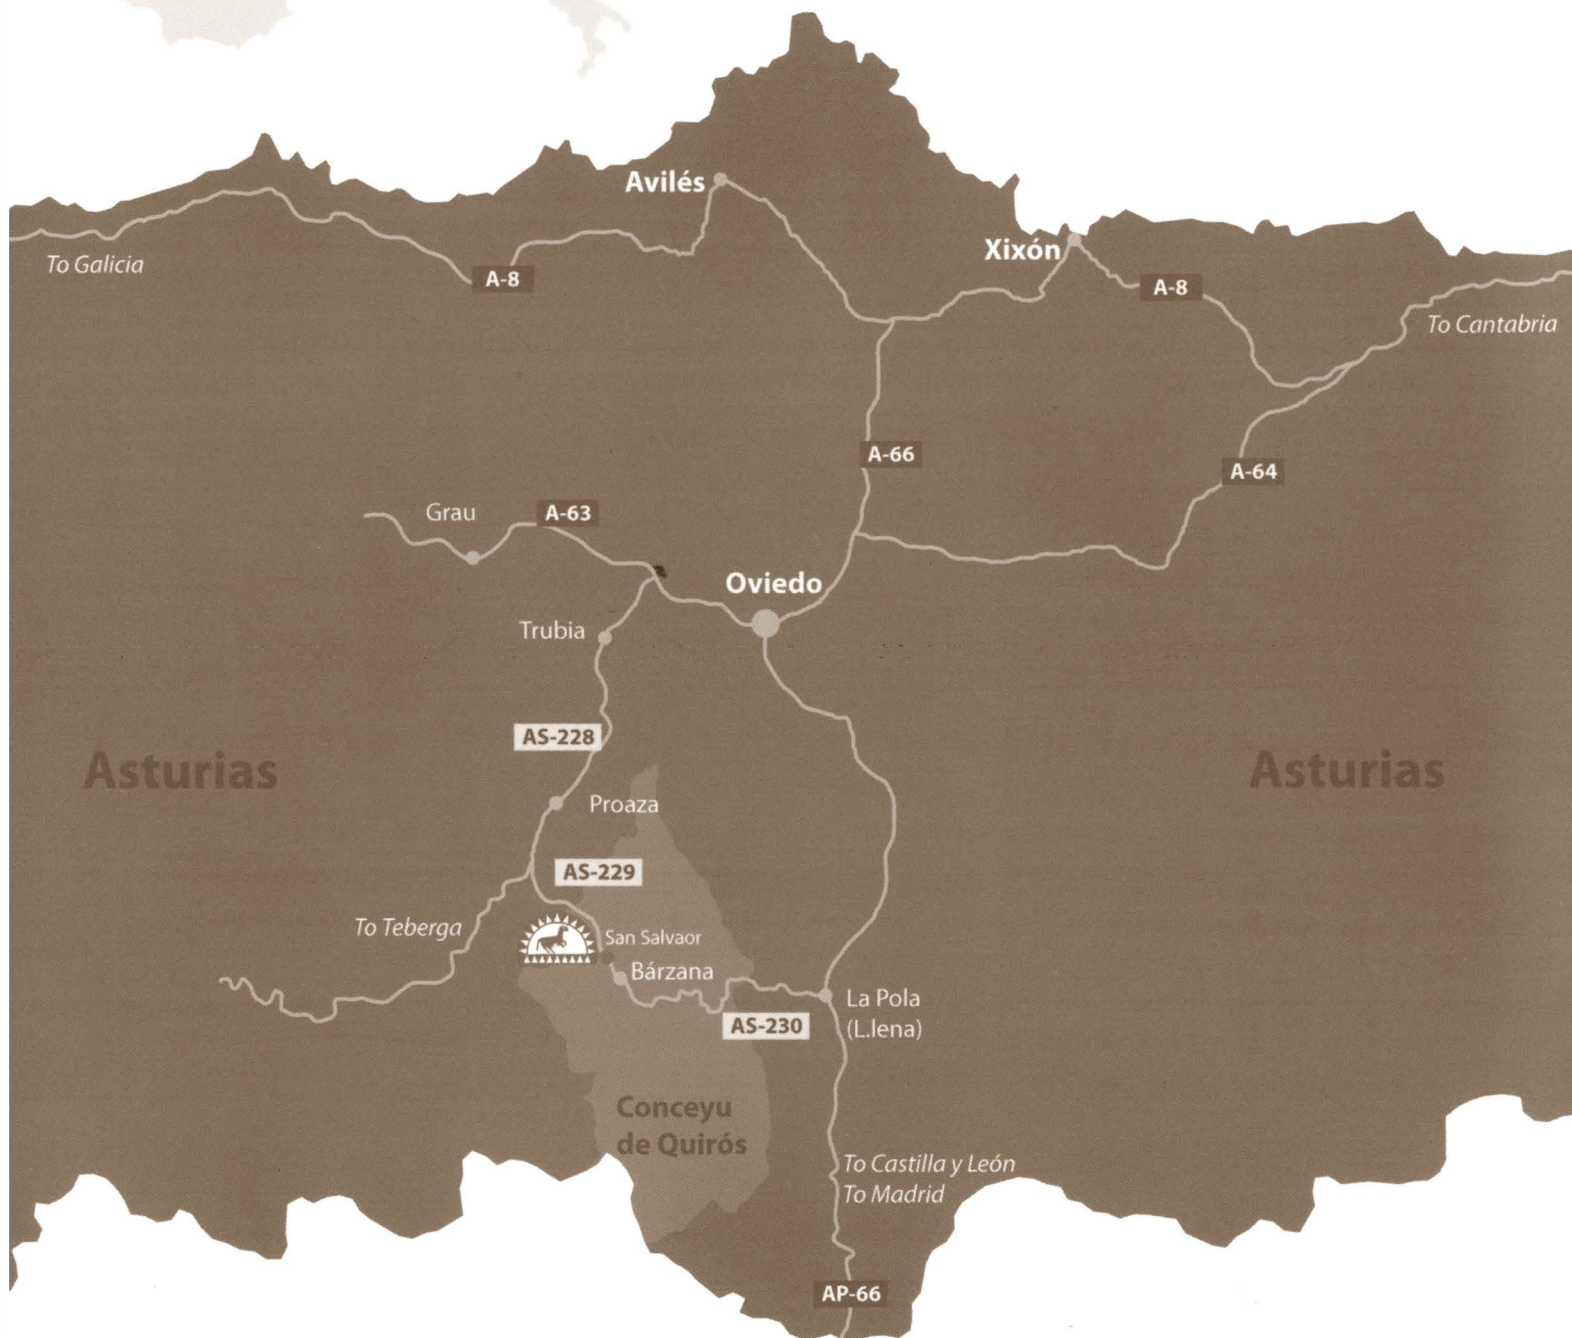 Avilés
Xixón
To Galicia
A-8
A-8
To Cantabria
A-66
A-64
Grau
A-63
Oviedo
Trubia
AS-228
Asturias
Asturias
Proaza
AS-229
To Teberga
San Salvaor
Bárzana
La Pola
(L.lena)
AS-230
Conceyu
de Quirós
To Castilla y León
To Madrid
AP-66